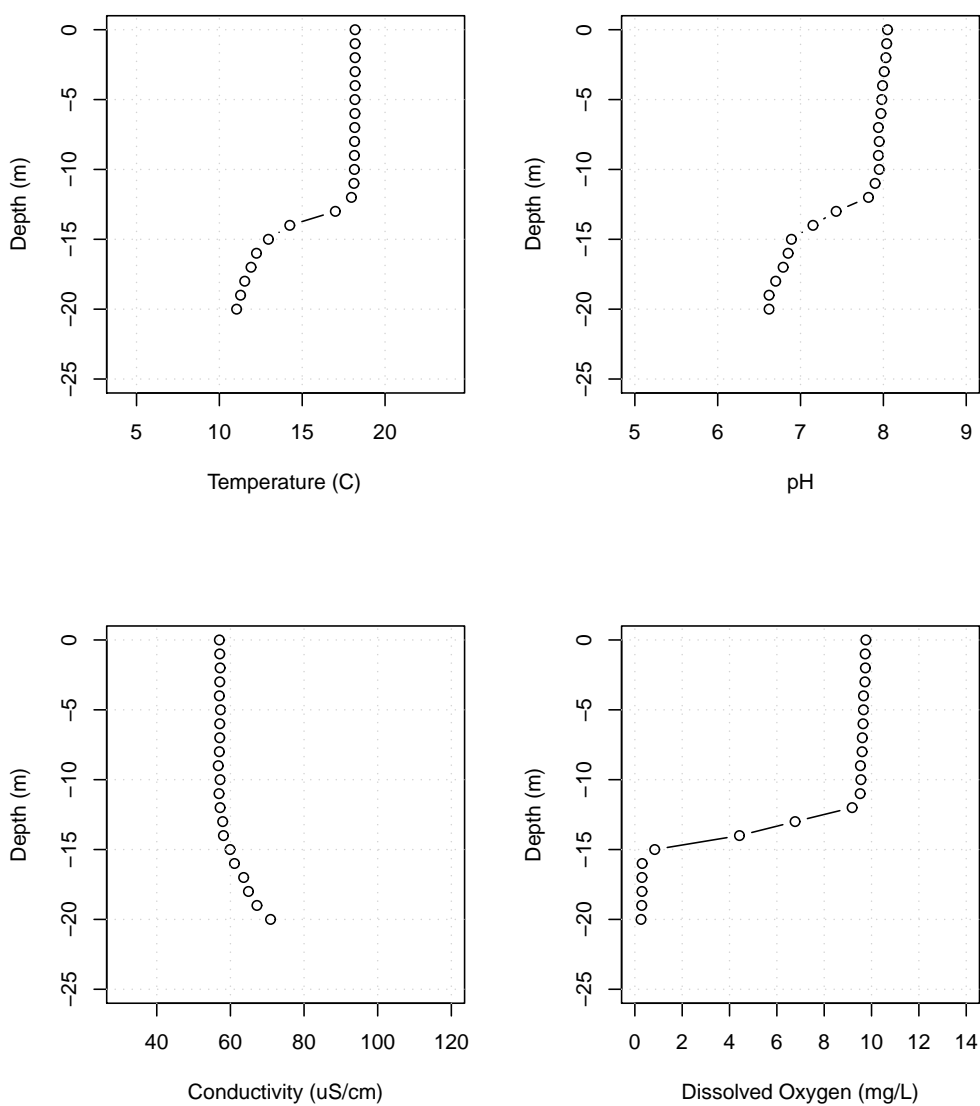 0
−5
−10
−15
−20
−25
Depth (m)
5 10 15 20
Temperature (C)
0
−5
−10
−15
−20
−25
Depth (m)
5 6 7 8 9
pH
0
−5
−10
−15
−20
−25
Depth (m)
40 60 80 100 120
Conductivity (uS/cm)
0
−5
−10
−15
−20
−25
Depth (m)
0 2 4 6 8 10 12 14
Dissolved Oxygen (mg/L)